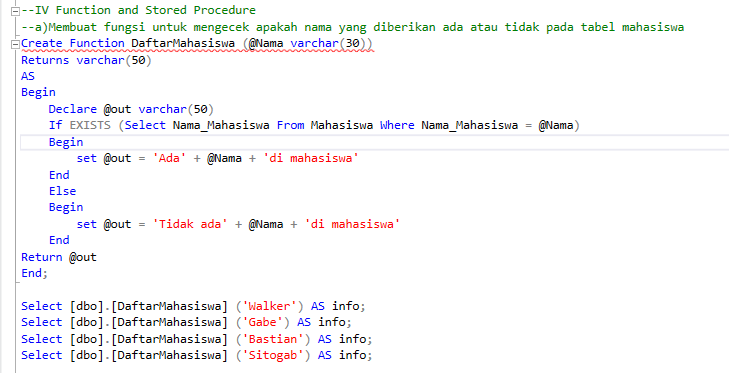 --IV Function and Stored Procedure
--a)Membuat fungsi untuk mengecek apakah nama yang diberikan ada atau tidak pada tabel mahasiswa
Create Function DaftarMahasiswa (@Nama varchar(30))
Returns varchar(50)
AS
Begin
    Declare @out varchar(50)
    If EXISTS (Select Nama_Mahasiswa From Mahasiswa Where Nama_Mahasiswa = @Nama)
    Begin
        set @out = 'Ada' + @Nama + 'di mahasiswa'
    End
    Else
    Begin
        set @out = 'Tidak ada' + @Nama + 'di mahasiswa'
    End
Return @out
End;

Select [dbo].[DaftarMahasiswa] ('Walker') AS info;
Select [dbo].[DaftarMahasiswa] ('Gabe') AS info;
Select [dbo].[DaftarMahasiswa] ('Bastian') AS info;
Select [dbo].[DaftarMahasiswa] ('Sitogab') AS info;